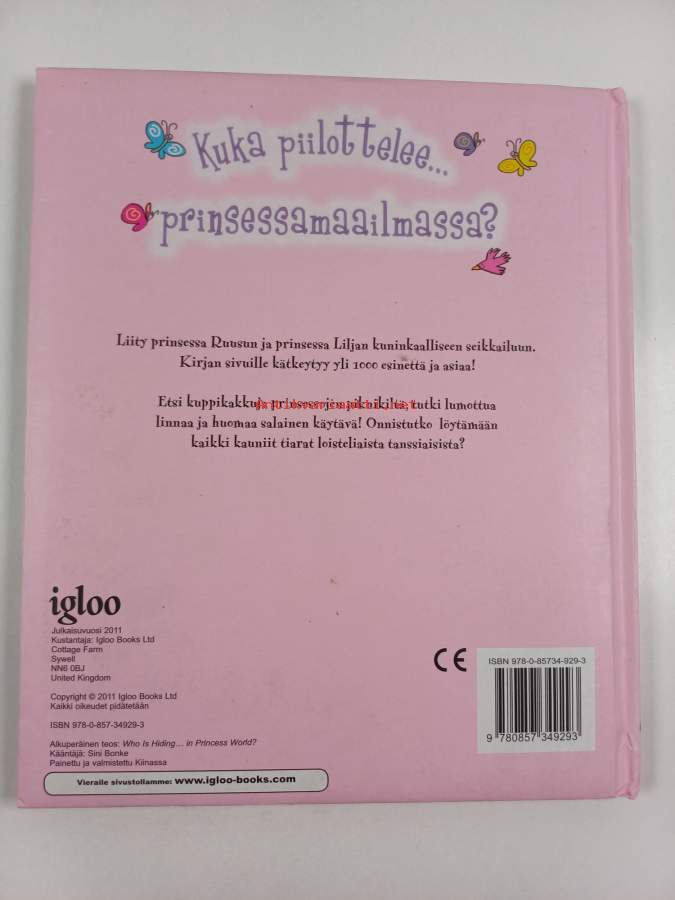 Kuka piilottelee...
prinsessamaailmassa?
Liity prinsessa Ruusun ja prinsessa Liljan kuninkaalliseen seikkailuun.
Kirjan sivuille kätkeytyy yli 1000 esinettä ja asiaa!
Etsi kuppikakkuk tutki lumottua
linnaa ja huomaa salainen käytävä! Onnistutko löytämään
kaikki kauniit tiarat loisteliaista tanssiaisista?
igloo
Julkaisuvuosi 2011
Kustantaja: Igloo Books Ltd
Cottage Farm
Sywell
NN6 0BJ
United Kingdom
Copyright © 2011 Igloo Books Ltd
Kaikki oikeudet pidätetään
ISBN 978-0-857-34929-3
Alkuperäinen teos: Who Is Hiding... in Princess World?
Kääntäjä: Sini Bonke
Painettu ja valmistettu Kiinassa
Vieraile sivustollamme: www.igloo-books.com
CE
ISBN 978-0-85734-929-3
9 780857 349293